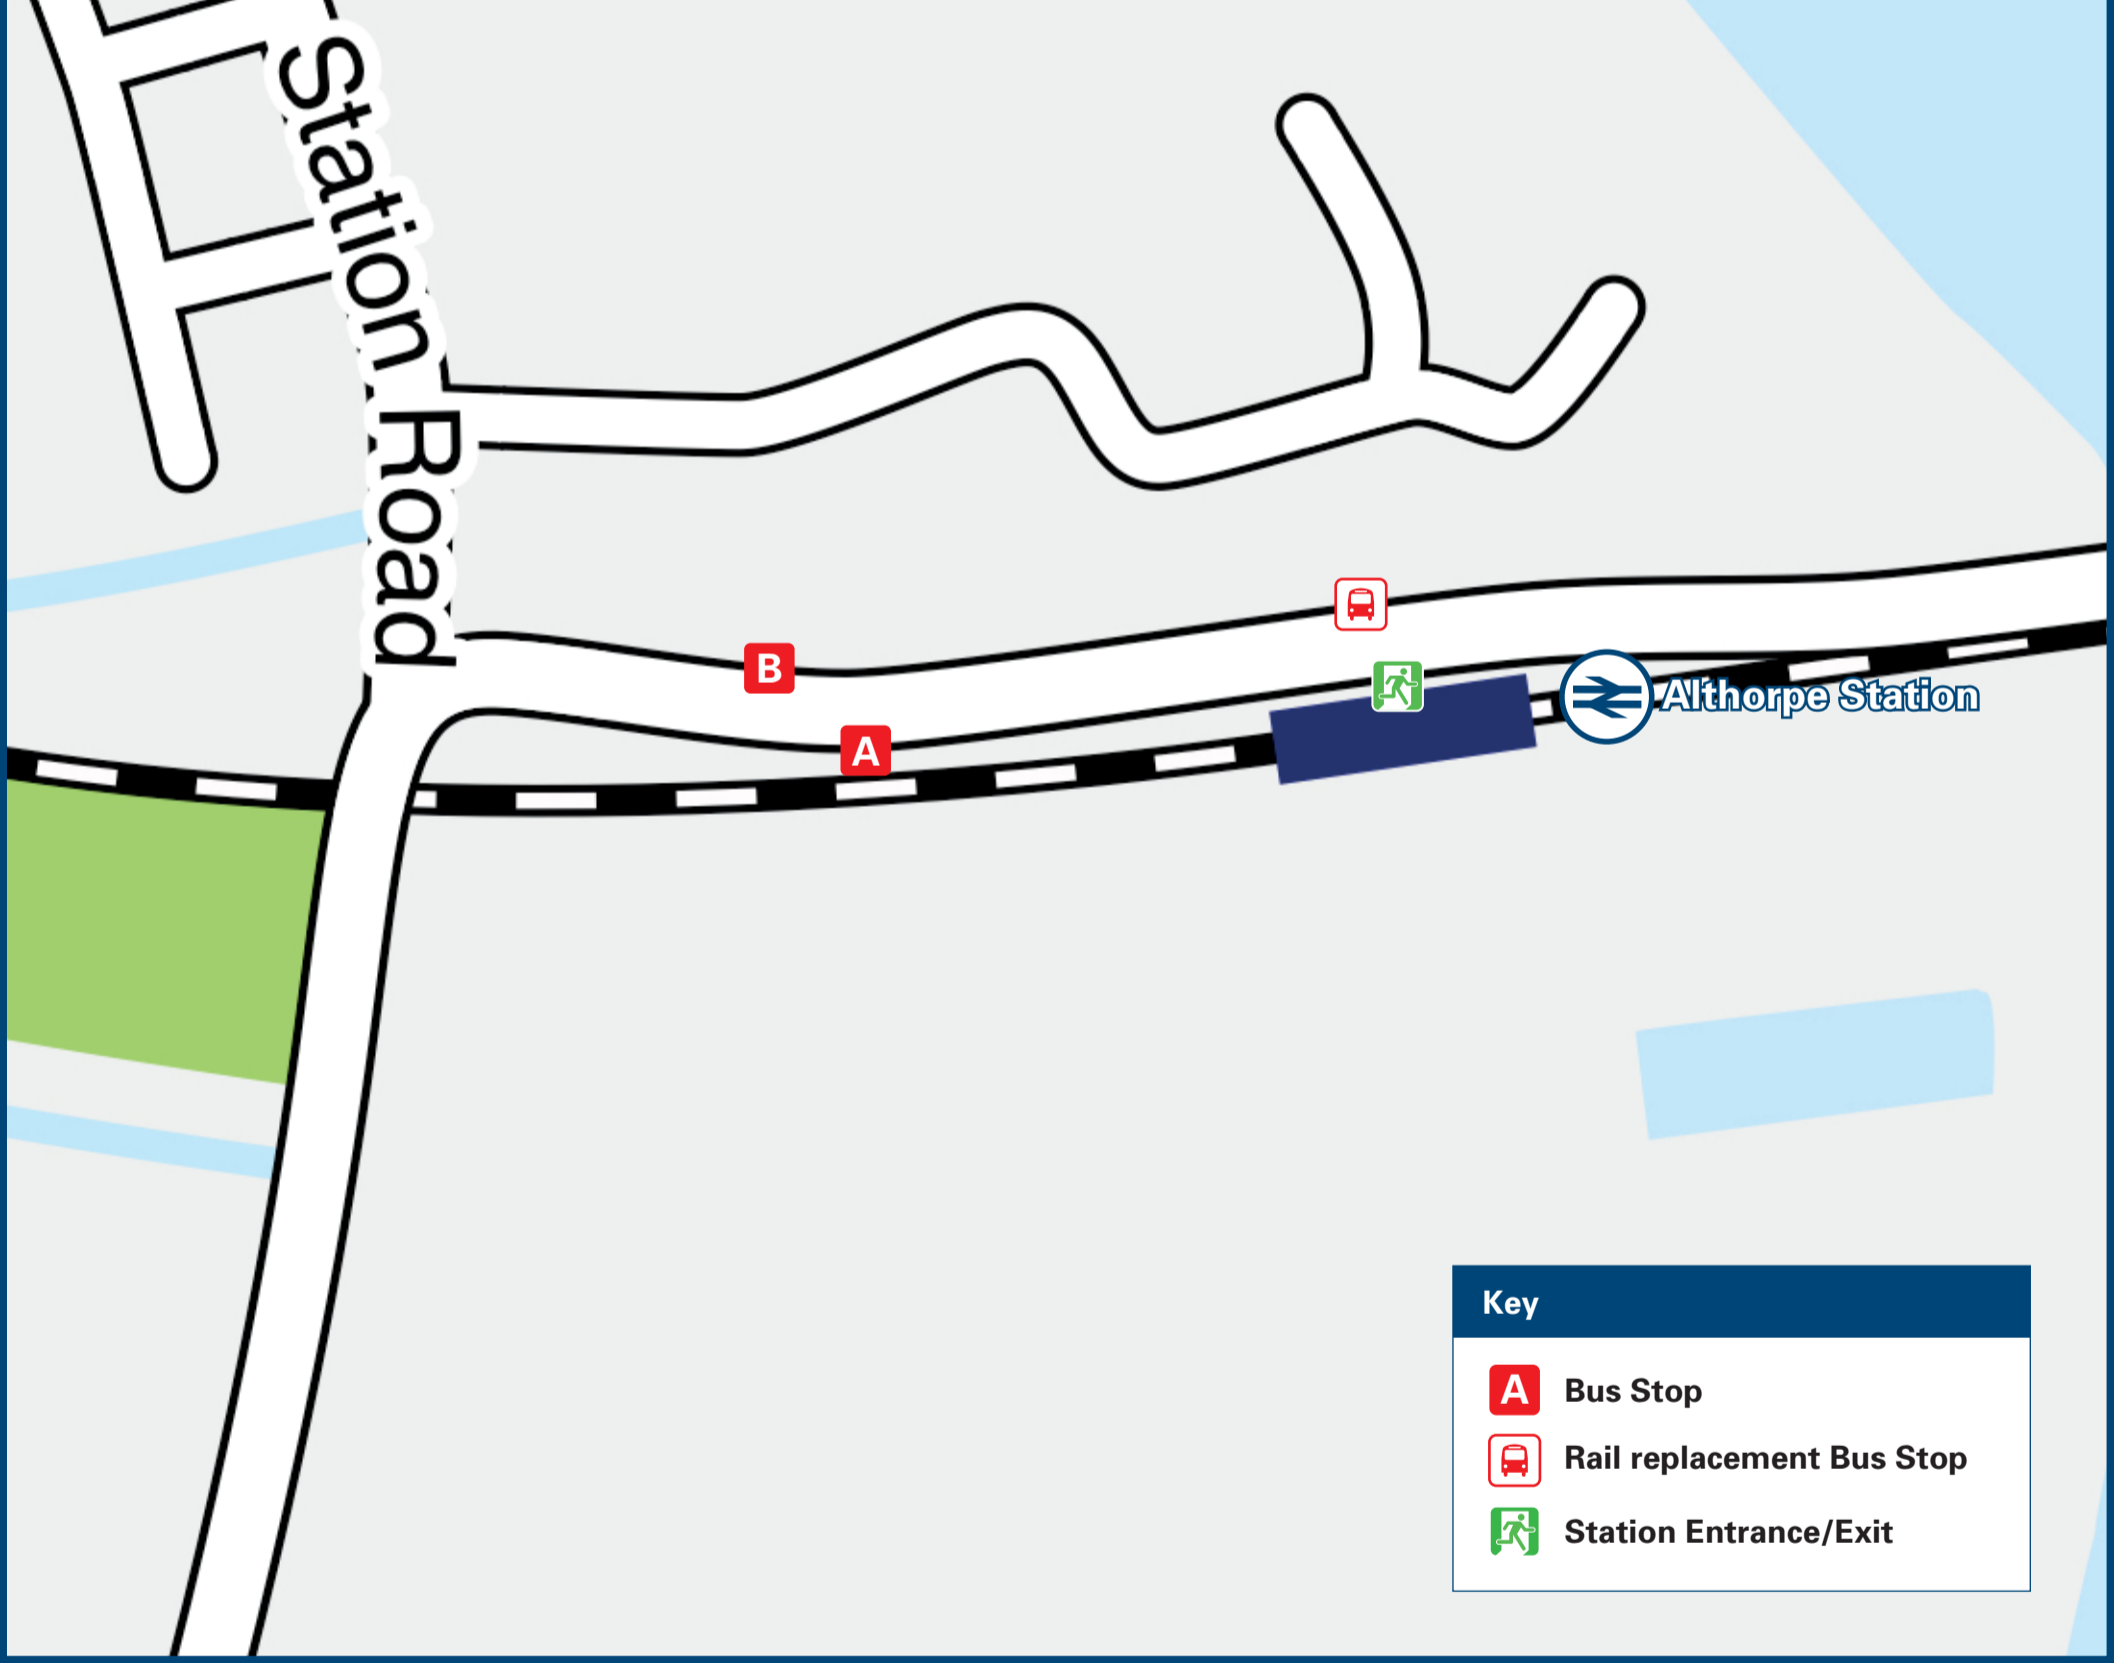 Station Road
B
A
Althorpe Station
Key
A Bus Stop
Rail replacement Bus Stop
Station Entrance/Exit